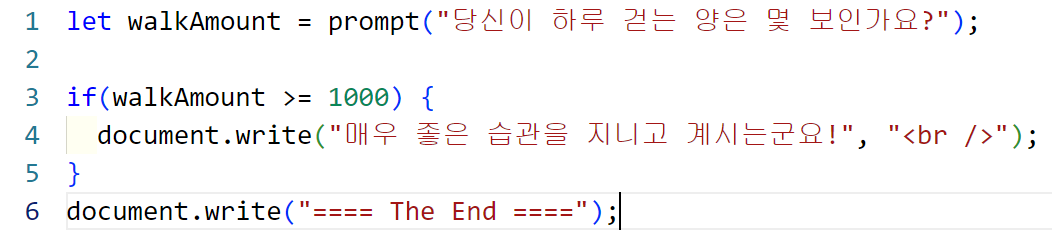 1 let walkAmount = prompt("당신이 하루 걷는 양은 몇 보인가요?");
2
3 if(walkAmount >= 1000) {
4   document.write("매우 좋은 습관을 지니고 계시는군요!", "<br />");
5 }
6 document.write("==== The End ====");